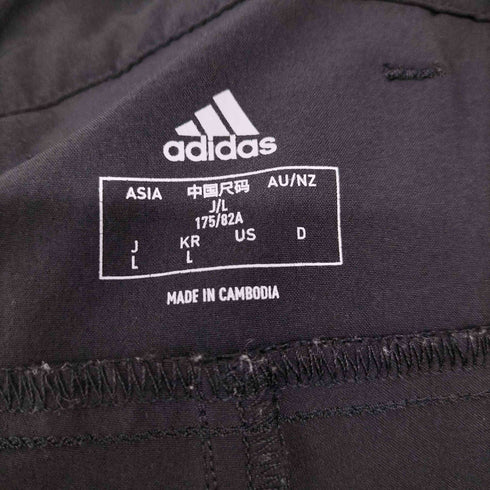 adidas
ASIA 中国尺码 AU/NZ
J/L
175/82A
J KR US D
L L
MADE IN CAMBODIA